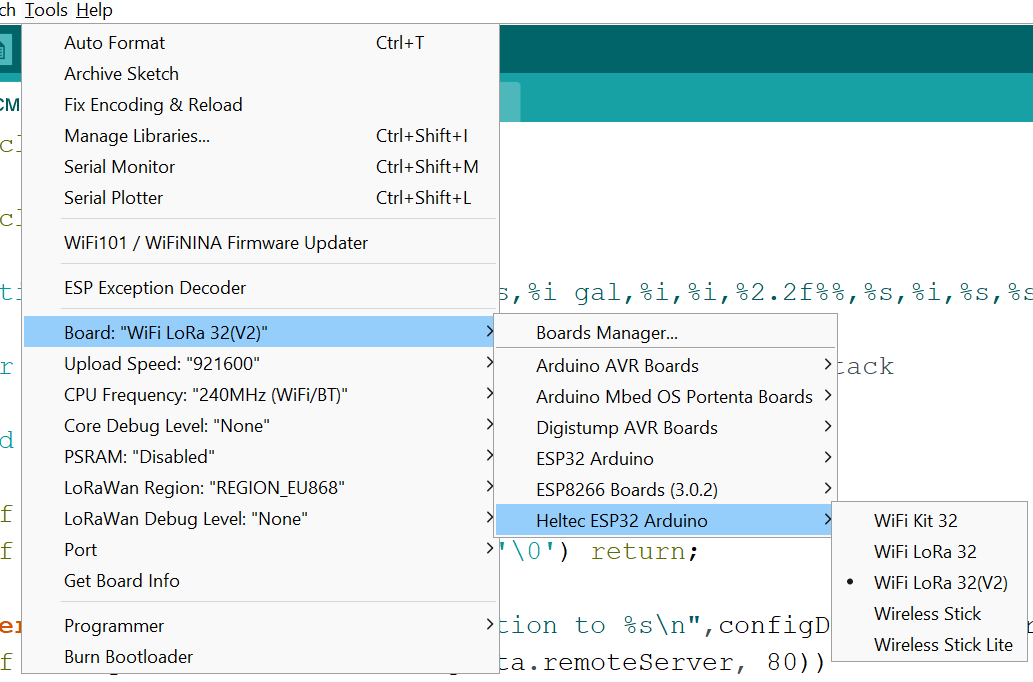 ch Tools Help
Auto Format Ctrl+T
Archive Sketch
CM
Fix Encoding & Reload
Manage Libraries... Ctrl+Shift+I
Serial Monitor Ctrl+Shift+M
Serial Plotter Ctrl+Shift+L
WiFi101 / WiFiNINA Firmware Updater
ESP Exception Decoder
s,%i gal,%i,%i,%2.2f%%,%s,%i,%s,%s
Board: "WiFi LoRa 32(V2)"
Boards Manager...
Upload Speed: "921600"
Arduino AVR Boards
tack
CPU Frequency: "240MHz (WiFi/BT)"
Arduino Mbed OS Portenta Boards
Core Debug Level: "None"
Digistump AVR Boards
PSRAM: "Disabled"
ESP32 Arduino
LoRaWan Region: "REGION_EU868"
ESP8266 Boards (3.0.2)
LoRaWan Debug Level: "None"
Heltec ESP32 Arduino
WiFi Kit 32
Port
'\0') return;
WiFi LoRa 32
Get Board Info
WiFi LoRa 32(V2)
Programmer
tion to %s\n",configD
Wireless Stick
Burn Bootloader
ta.remoteServer, 80))
Wireless Stick Lite